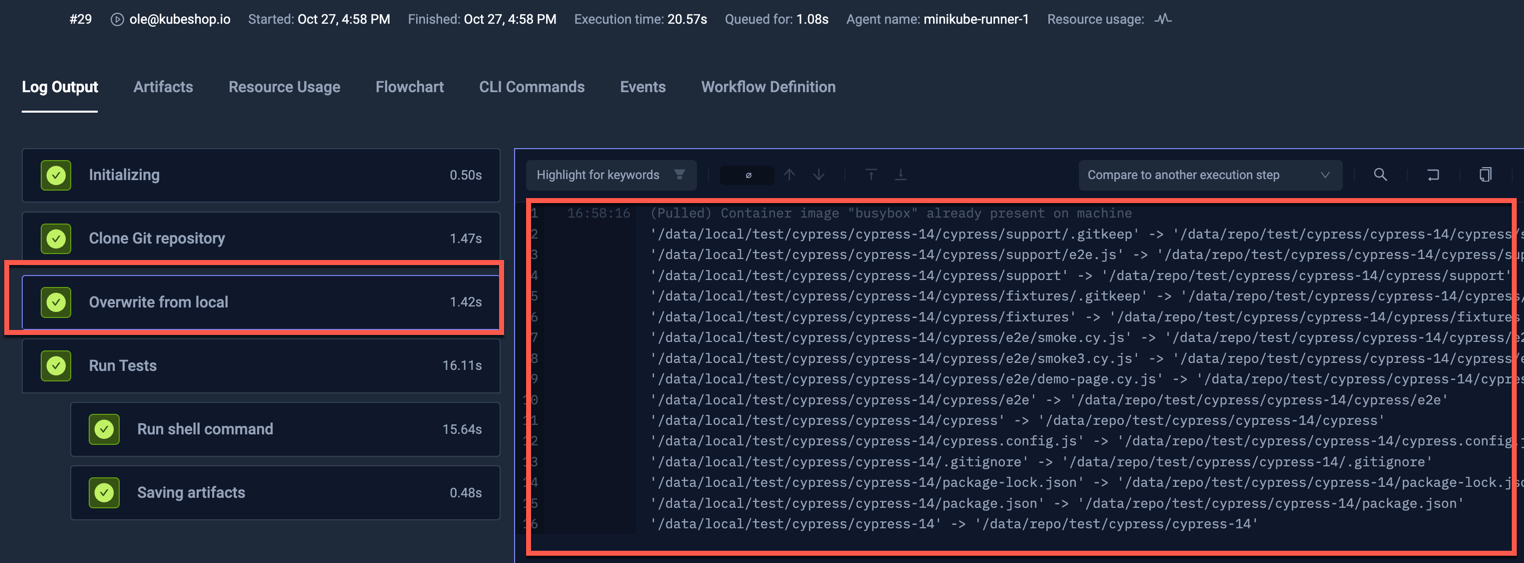 #29 ole@kubeshop.io Started: Oct 27, 4:58 PM Finished: Oct 27, 4:58 PM Execution time: 20.57s Queued for: 1.08s Agent name: minikube-runner-1 Resource usage:
Log Output Artifacts Resource Usage Flowchart CLI Commands Events Workflow Definition
Initializing 0.50s
Clone Git repository 1.47s
Overwrite from local 1.42s
Run Tests 16.11s
Run shell command 15.64s
Saving artifacts 0.48s
Highlight for keywords Compare to another execution step
1 16:58:16 (Pulled) Container image "busybox" already present on machine
2 '/data/local/test/cypress/cypress-14/cypress/support/.gitkeep' -> '/data/repo/test/cypress/cypress-14/cypress/s
3 '/data/local/test/cypress/cypress-14/cypress/support/e2e.js' -> '/data/repo/test/cypress/cypress-14/cypress/sup
4 '/data/local/test/cypress/cypress-14/cypress/support' -> '/data/repo/test/cypress/cypress-14/cypress/support'
5 '/data/local/test/cypress/cypress-14/cypress/fixtures/.gitkeep' -> '/data/repo/test/cypress/cypress-14/cypress/
6 '/data/local/test/cypress/cypress-14/cypress/fixtures' -> '/data/repo/test/cypress/cypress-14/cypress/fixtures'
7 '/data/local/test/cypress/cypress-14/cypress/e2e/smoke.cy.js' -> '/data/repo/test/cypress/cypress-14/cypress/e2
8 '/data/local/test/cypress/cypress-14/cypress/e2e/smoke3.cy.js' -> '/data/repo/test/cypress/cypress-14/cypress/e
9 '/data/local/test/cypress/cypress-14/cypress/e2e/demo-page.cy.js' -> '/data/repo/test/cypress/cypress-14/cypres
10 '/data/local/test/cypress/cypress-14/cypress/e2e' -> '/data/repo/test/cypress/cypress-14/cypress/e2e'
11 '/data/local/test/cypress/cypress-14/cypress' -> '/data/repo/test/cypress/cypress-14/cypress'
12 '/data/local/test/cypress/cypress-14/cypress.config.js' -> '/data/repo/test/cypress/cypress-14/cypress.config.j
13 '/data/local/test/cypress/cypress-14/.gitignore' -> '/data/repo/test/cypress/cypress-14/.gitignore'
14 '/data/local/test/cypress/cypress-14/package-lock.json' -> '/data/repo/test/cypress/cypress-14/package-lock.jso
15 '/data/local/test/cypress/cypress-14/package.json' -> '/data/repo/test/cypress/cypress-14/package.json'
16 '/data/local/test/cypress/cypress-14' -> '/data/repo/test/cypress/cypress-14'